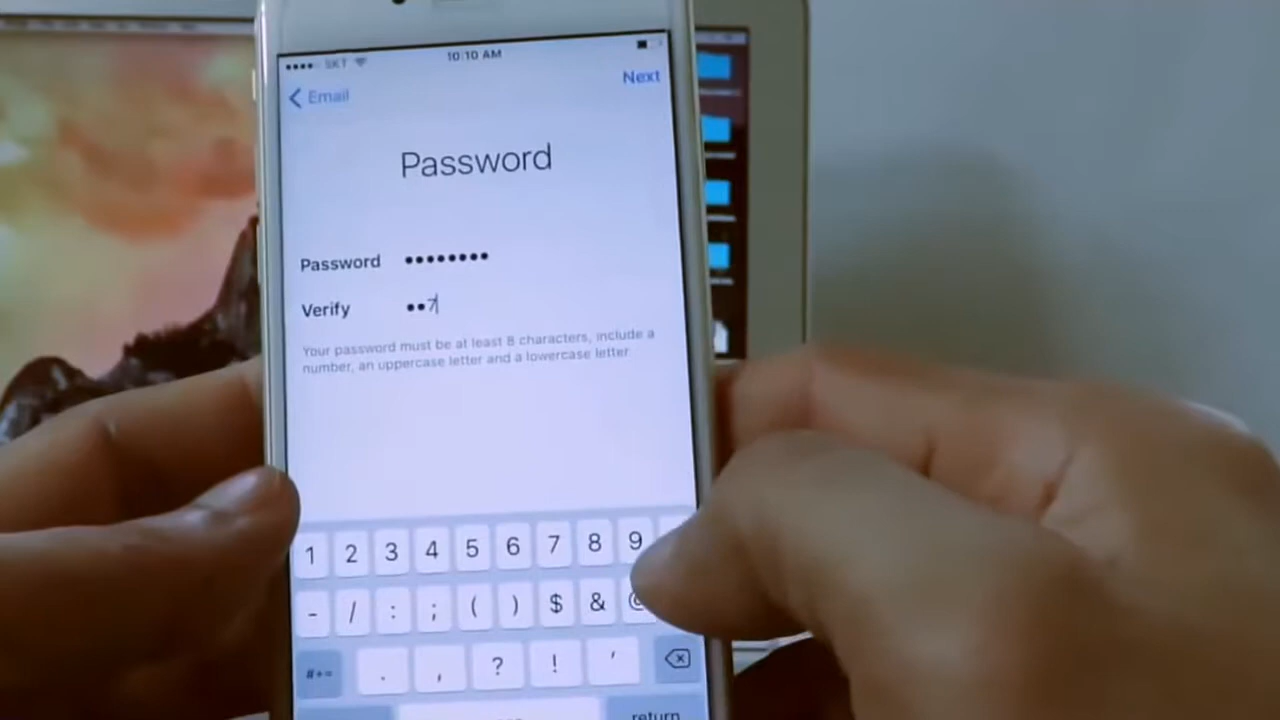 SKT 10:10 AM
Email Next
Password
Password ••••••••
Verify ••7
Your password must be at least 8 characters, include a
number, an uppercase letter and a lowercase letter
1 2 3 4 5 6 7 8 9
- / : ; ( ) $ & @
#+= . , ? ! '
return